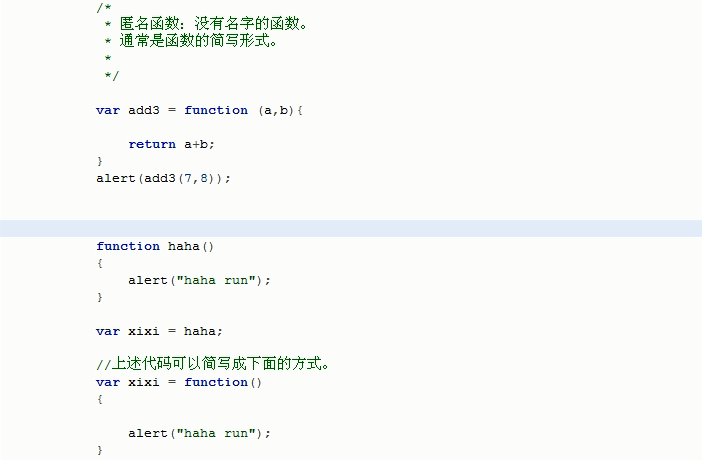 /*
* 匿名函数：没有名字的函数。
* 通常是函数的简写形式。
*
*/
var add3 = function (a,b){
return a+b;
}
alert(add3(7,8));
function haha()
{
alert("haha run");
}
var xixi = haha;
//上述代码可以简写成下面的方式。
var xixi = function()
{
alert("haha run");
}